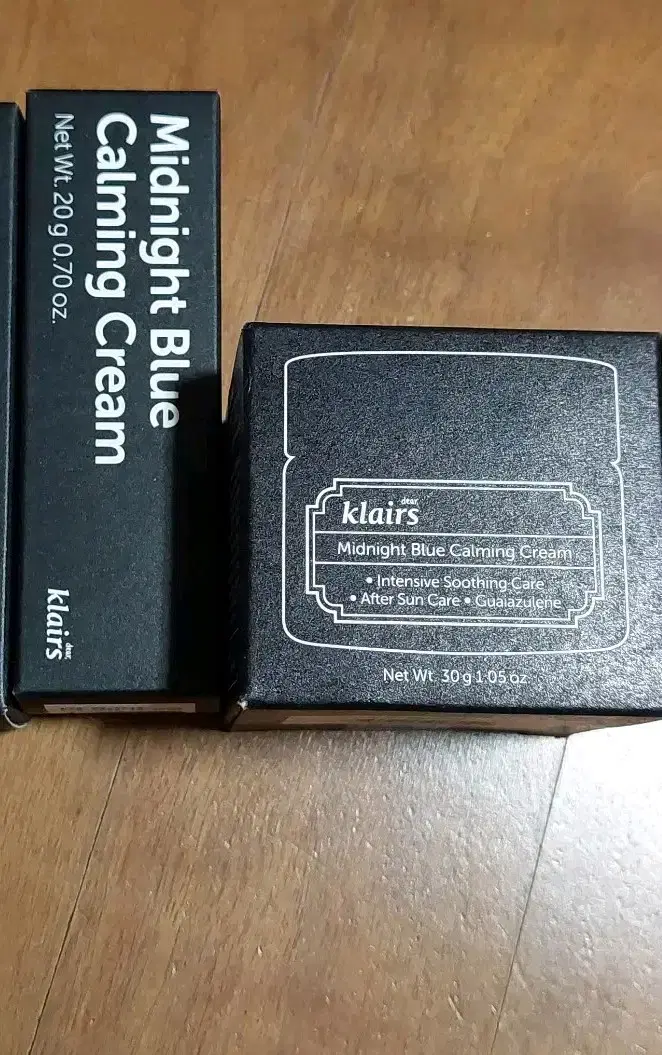 Midnight Blue
Calming Cream
Net Wt. 20 g 0.70 oz.
dear,
klairs
dear,
klairs
Midnight Blue Calming Cream
• Intensive Soothing Care
• After Sun Care • Guaiazulene
Net Wt. 30 g 1.05 oz